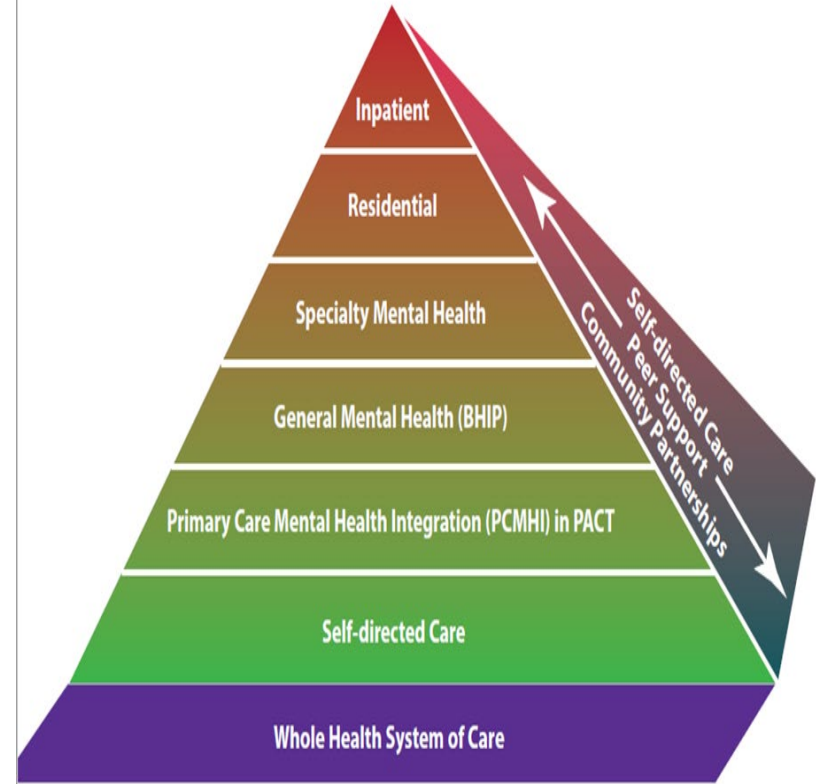 Inpatient
Residential
Specialty Mental Health
General Mental Health (BHIP)
Primary Care Mental Health Integration (PCMHI) in PACT
Self-directed Care
Whole Health System of Care
Self-directed Care
Peer Support
Community Partnerships